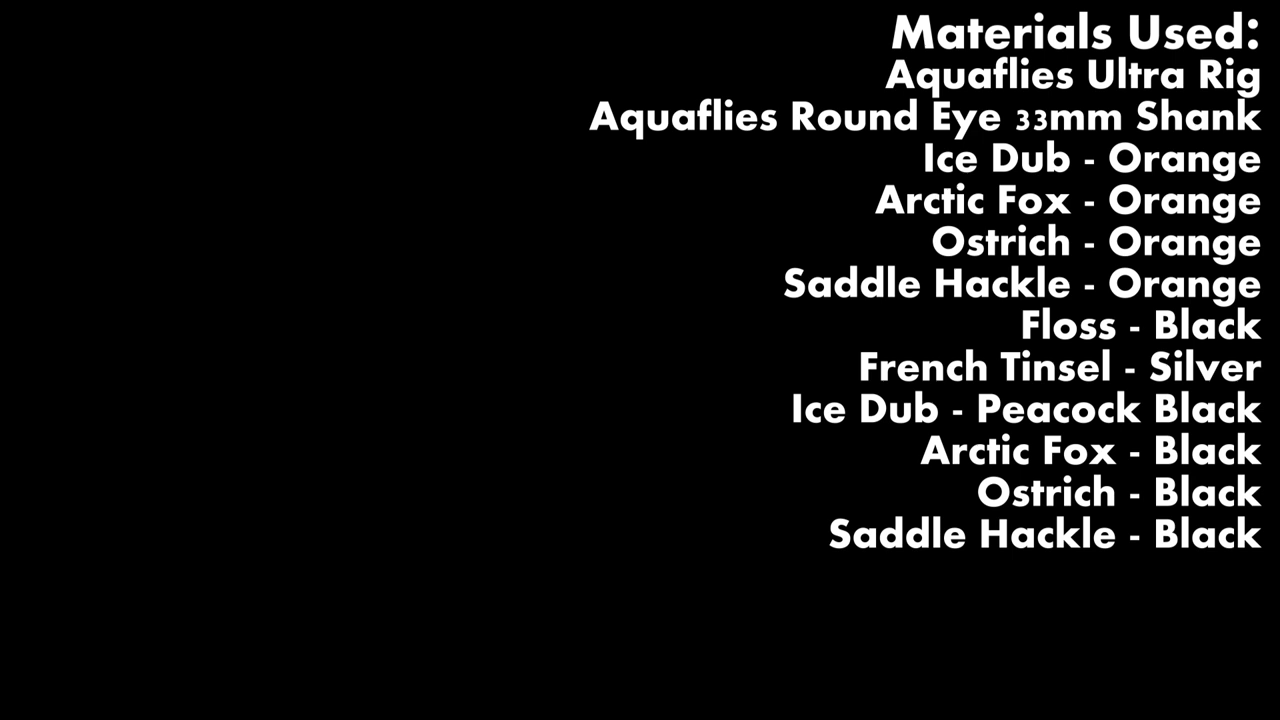 Materials Used:
Aquaflies Ultra Rig
Aquaflies Round Eye 33mm Shank
Ice Dub - Orange
Arctic Fox - Orange
Ostrich - Orange
Saddle Hackle - Orange
Floss - Black
French Tinsel - Silver
Ice Dub - Peacock Black
Arctic Fox - Black
Ostrich - Black
Saddle Hackle - Black